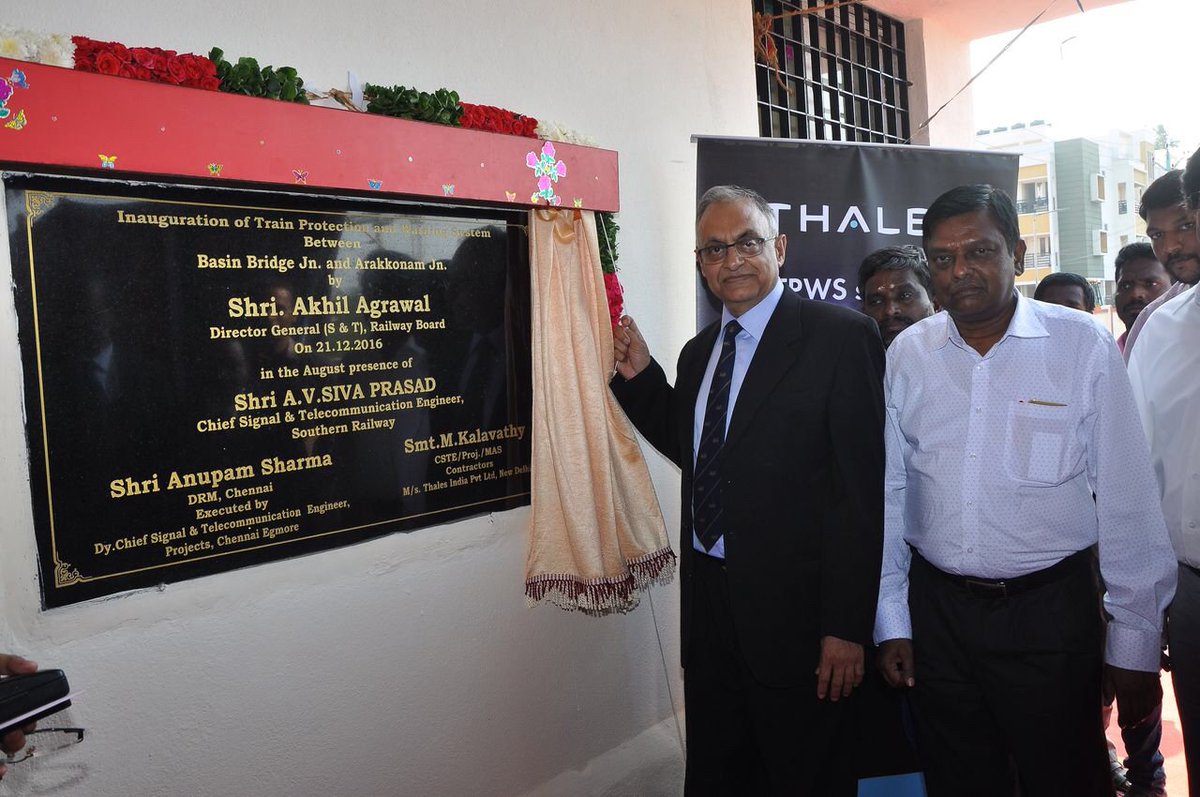 Inauguration of Train Protection and Warning System
Between
Basin Bridge Jn. and Arakkonam Jn.
by
Shri. Akhil Agrawal
Director General (S & T), Railway Board
On 21.12.2016
in the August presence of
Shri A.V.SIVA PRASAD
Chief Signal & Telecommunication Engineer,
Southern Railway
Shri Anupam Sharma
DRM, Chennai
Executed by
Dy.Chief Signal & Telecommunication Engineer,
Projects, Chennai Egmore
Smt.M.Kalavathy
CSTE/Proj./MAS
Contractors
M/s. Thales India Pvt Ltd, New Delhi
THALE
TPWS s